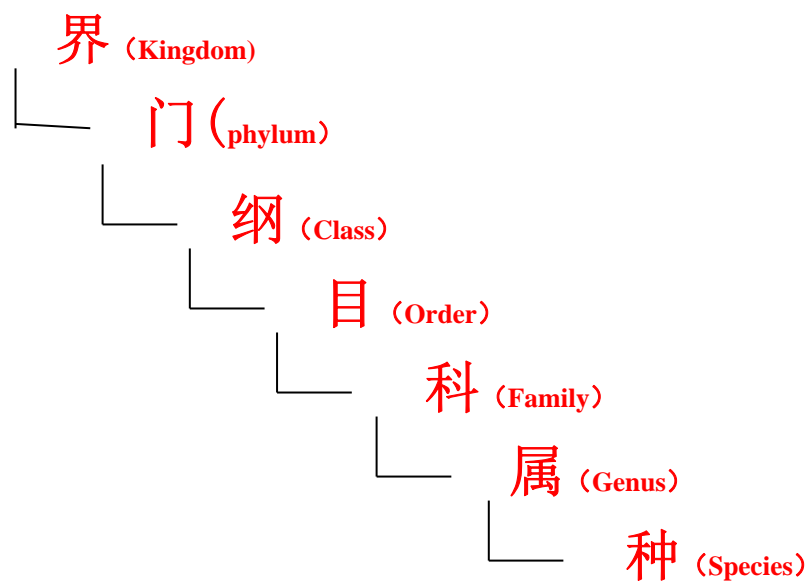 界（Kingdom)
门(phylum）
纲（Class）
目（Order）
科（Family）
属（Genus）
种（Species）